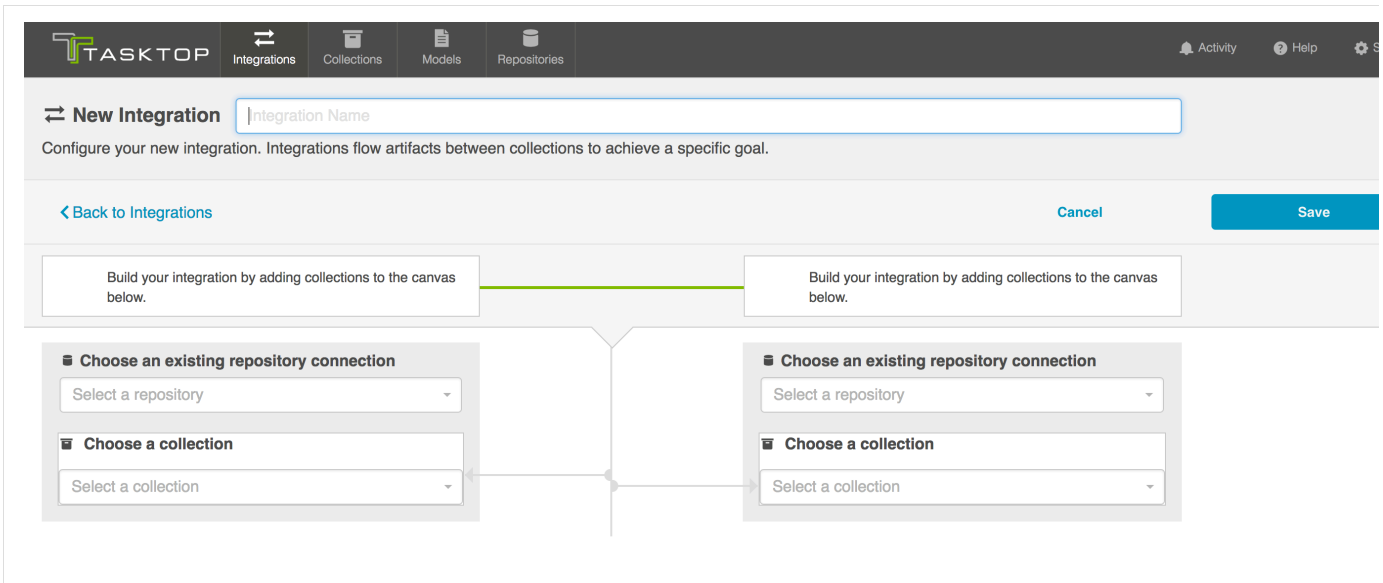 TASKTOP
Integrations
Collections
Models
Repositories
Activity
Help
S
New Integration
Integration Name
Configure your new integration. Integrations flow artifacts between collections to achieve a specific goal.
Back to Integrations
Cancel
Save
Build your integration by adding collections to the canvas
below.
Build your integration by adding collections to the canvas
below.
Choose an existing repository connection
Select a repository
Choose a collection
Select a collection
Choose an existing repository connection
Select a repository
Choose a collection
Select a collection